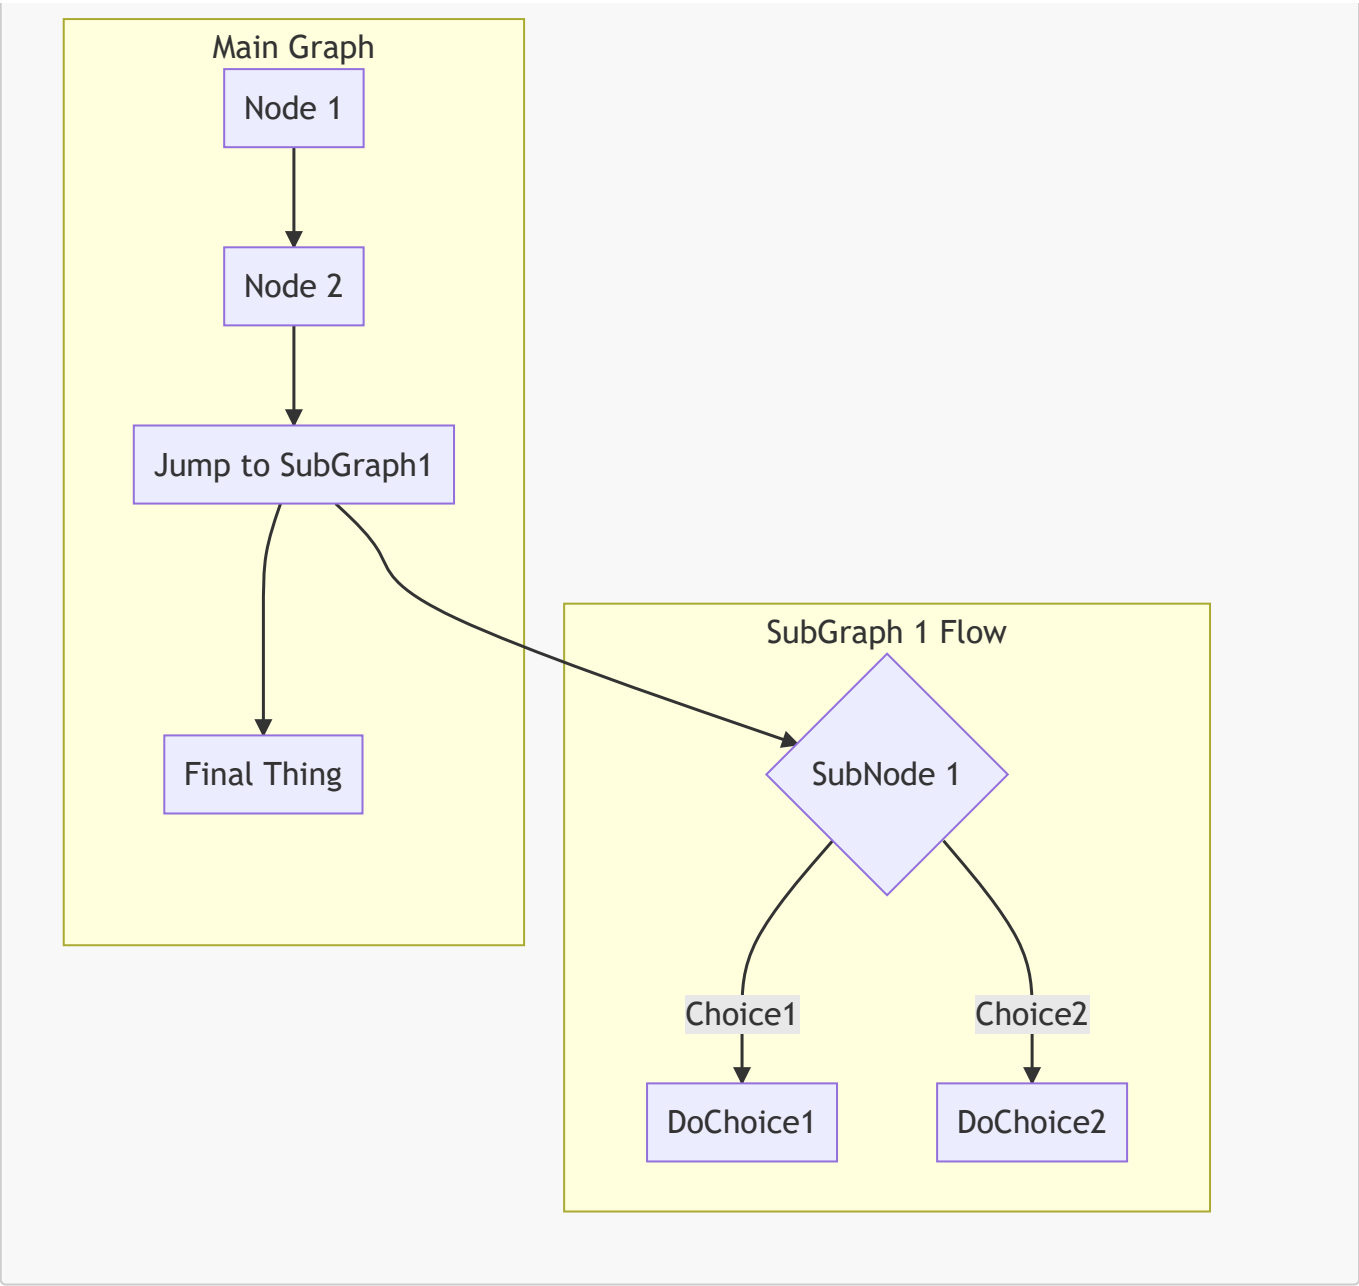 Main Graph
Node 1
Node 2
Jump to SubGraph1
Final Thing
SubGraph 1 Flow
SubNode 1
Choice1
Choice2
DoChoice1
DoChoice2